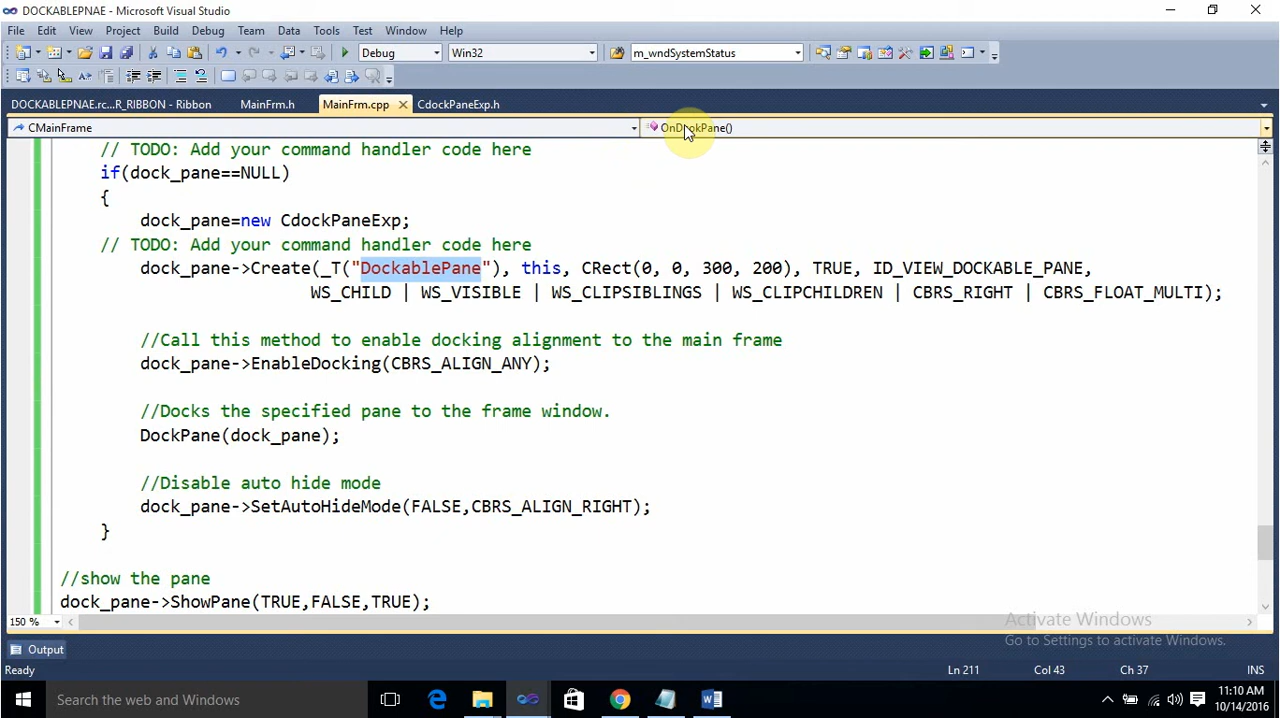 DOCKABLEPNAE - Microsoft Visual Studio
File Edit View Project Build Debug Team Data Tools Test Window Help
Debug Win32 m_wndSystemStatus
DOCKABLEPNAE.rc...R_RIBBON - Ribbon MainFrm.h MainFrm.cpp CdockPaneExp.h
CMainFrame
// TODO: Add your command handler code here
if(dock_pane==NULL)
{
dock_pane=new CdockPaneExp;
// TODO: Add your command handler code here
dock_pane->Create(_T("DockablePane"), this, CRect(0, 0, 300, 200), TRUE, ID_VIEW_DOCKABLE_PANE,
WS_CHILD | WS_VISIBLE | WS_CLIPSIBLINGS | WS_CLIPCHILDREN | CBRS_RIGHT | CBRS_FLOAT_MULTI);
//Call this method to enable docking alignment to the main frame
dock_pane->EnableDocking(CBRS_ALIGN_ANY);
//Docks the specified pane to the frame window.
DockPane(dock_pane);
//Disable auto hide mode
dock_pane->SetAutoHideMode(FALSE,CBRS_ALIGN_RIGHT);
}
//show the pane
dock_pane->ShowPane(TRUE,FALSE,TRUE);
150 %
Activate Windows
Go to Settings to activate Windows.
Output
Ready Ln 211 Col 43 Ch 37 INS
Search the web and Windows
11:10 AM
10/14/2016